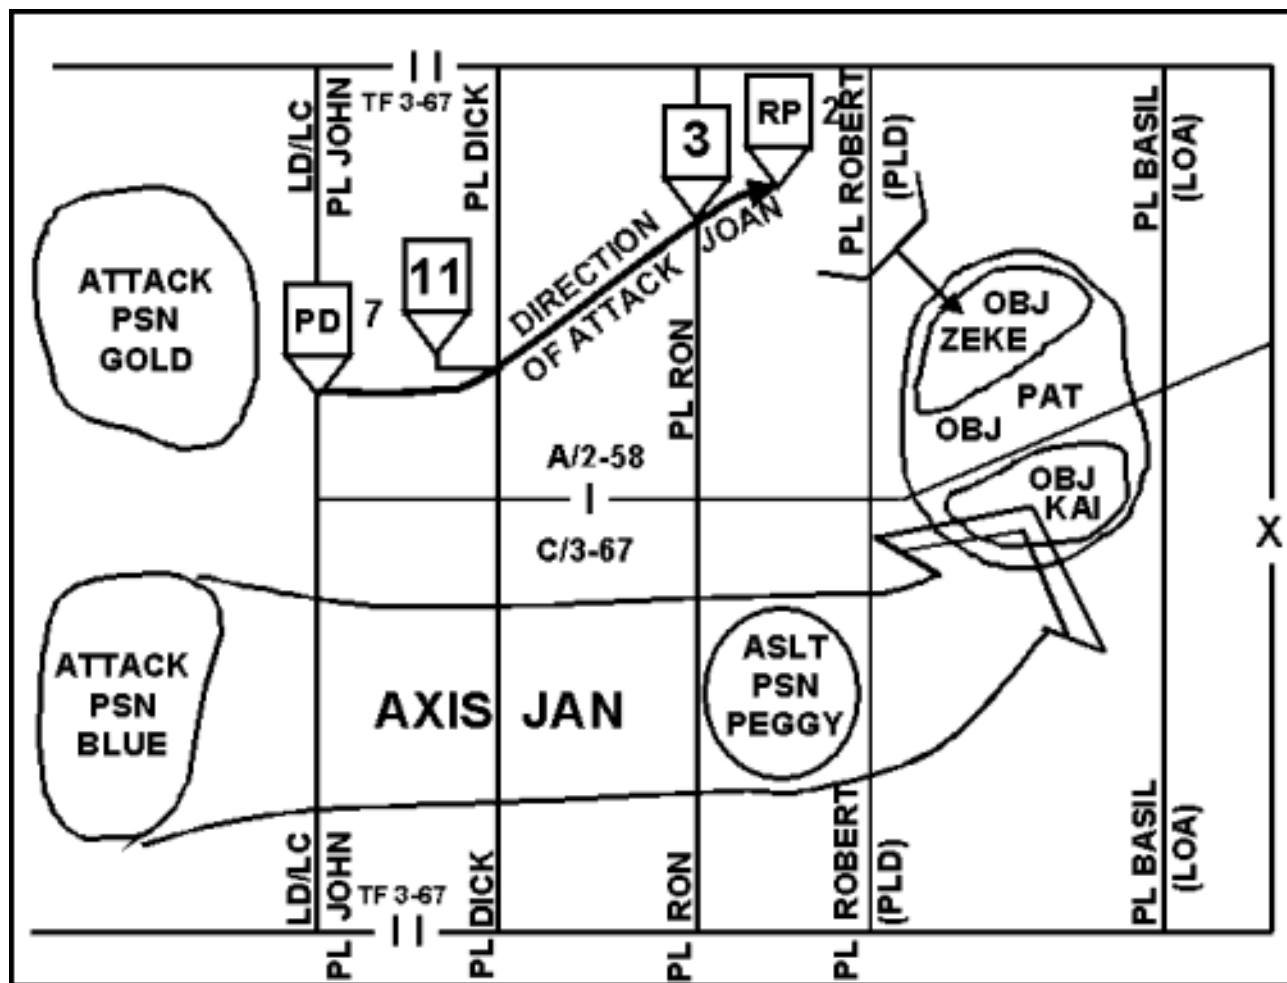 TF 3-67
LD/LC
PL JOHN
PL DICK
3
RP
2
PL ROBERT
(PLD)
PL BASIL
(LOA)
ATTACK
PSN
GOLD
PD
7
11
DIRECTION
OF ATTACK JOAN
PL RON
OBJ
ZEKE
PAT
OBJ
OBJ
KAI
A/2-58
I
C/3-67
X
ATTACK
PSN
BLUE
AXIS JAN
ASLT
PSN
PEGGY
LD/LC
PL JOHN
TF 3-67
PL DICK
PL RON
PL ROBERT
(PLD)
PL BASIL
(LOA)